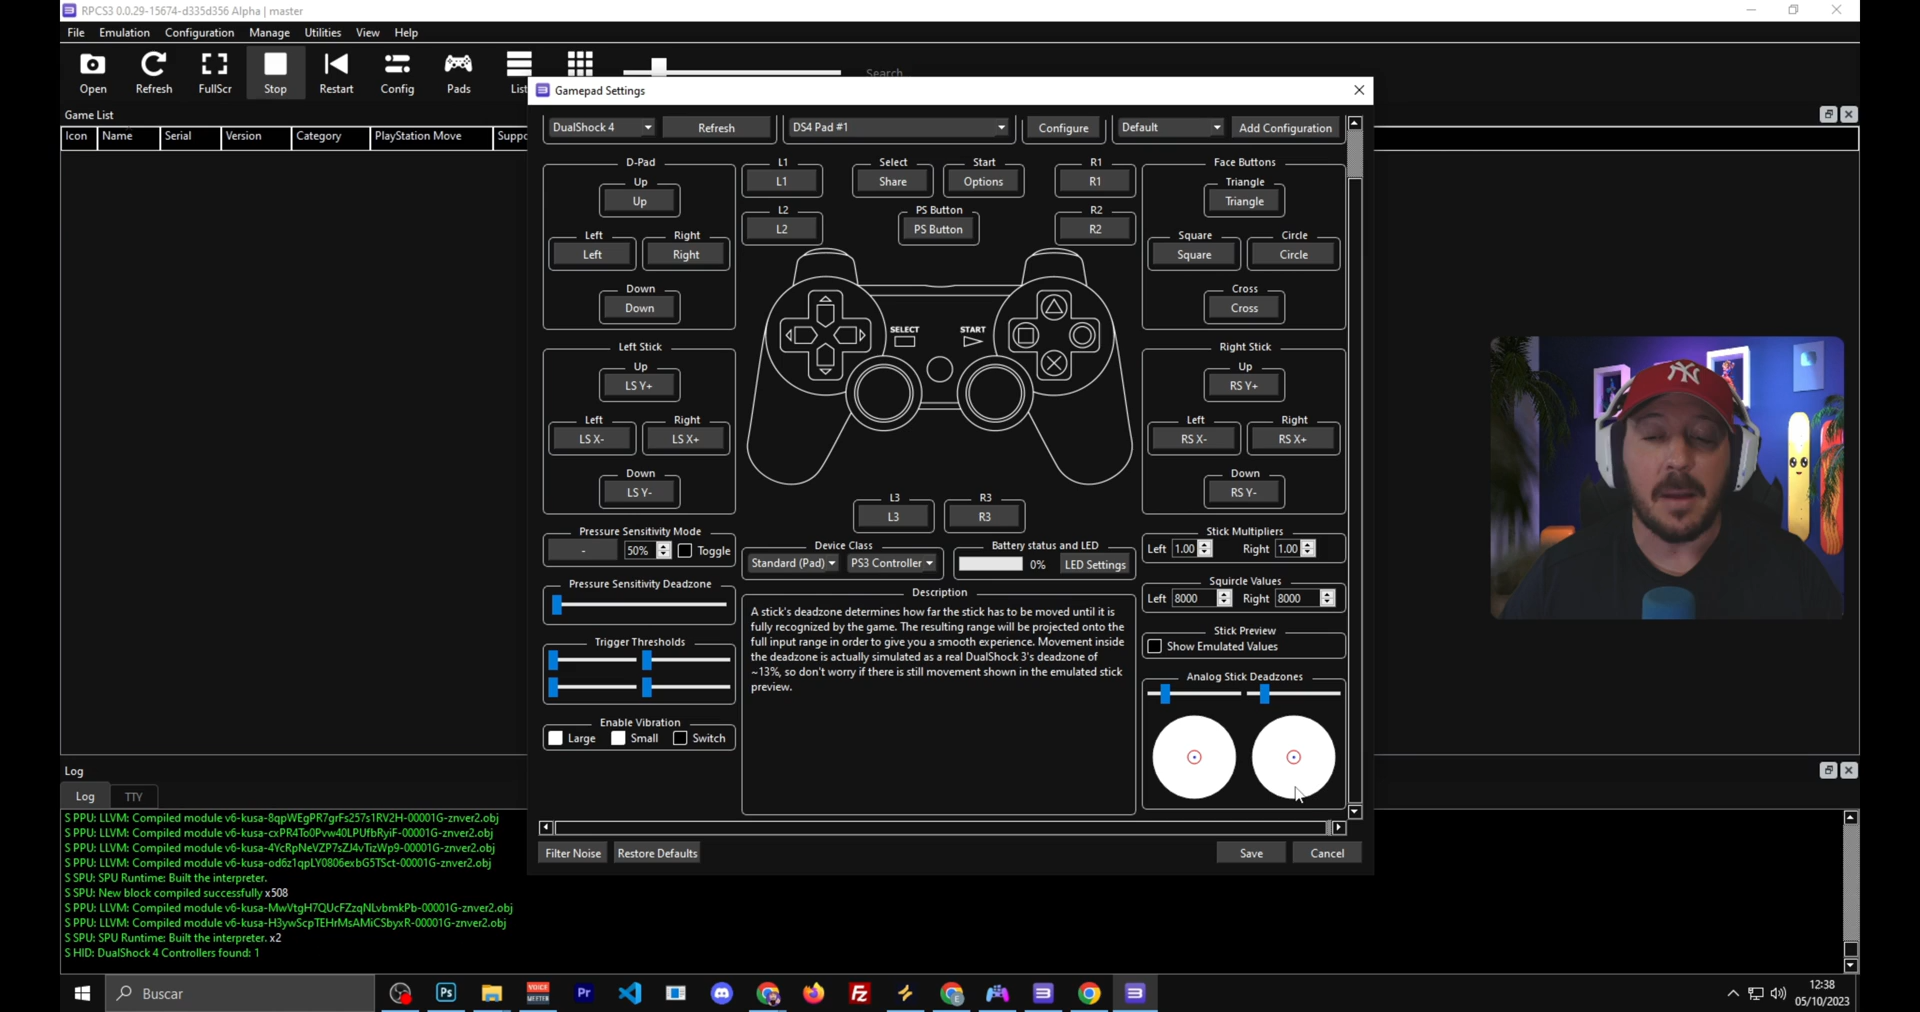 RPCS3 0.0.29-15674-d335d356 Alpha | master
File Emulation Configuration Manage Utilities View Help
Open Refresh FullScr Stop Restart Config Pads List
Search
Game List
Icon Name Serial Version Category PlayStation Move Suppo
Gamepad Settings
DualShock 4 Refresh DS4 Pad #1 Configure Default Add Configuration
D-Pad
Up
Up
Left Right
Left Right
Down
Down
L1
L1
L2
L2
Select Start
Share Options
PS Button
PS Button
R1
R1
R2
R2
Face Buttons
Triangle
Triangle
Square Circle
Square Circle
Cross
Cross
SELECT START
Left Stick
Up
LS Y+
Left Right
LS X- LS X+
Down
LS Y-
Right Stick
Up
RS Y+
Left Right
RS X- RS X+
Down
RS Y-
L3 R3
L3 R3
Pressure Sensitivity Mode
- 50% Toggle
Pressure Sensitivity Deadzone
Trigger Thresholds
Enable Vibration
Large Small Switch
Device Class
Standard (Pad) PS3 Controller
Battery status and LED
0% LED Settings
Description
A stick's deadzone determines how far the stick has to be moved until it is
fully recognized by the game. The resulting range will be projected onto the
full input range in order to give you a smooth experience. Movement inside
the deadzone is actually simulated as a real DualShock 3's deadzone of
~13%, so don't worry if there is still movement shown in the emulated stick
preview.
Stick Multipliers
Left 1.00 Right 1.00
Squircle Values
Left 8000 Right 8000
Stick Preview
Show Emulated Values
Analog Stick Deadzones
Filter Noise Restore Defaults Save Cancel
Log
Log TTY
S PPU: LLVM: Compiled module v6-kusa-8qpWEgPR7grFs257s1RV2H-00001G-znver2.obj
S PPU: LLVM: Compiled module v6-kusa-cxPR4To0Pvw40LPUfbRyiF-00001G-znver2.obj
S PPU: LLVM: Compiled module v6-kusa-4YcRpNeVZP7sZJ4vTizWp9-00001G-znver2.obj
S PPU: LLVM: Compiled module v6-kusa-od6z1qpLY0806exbG5TSct-00001G-znver2.obj
S SPU: SPU Runtime: Built the interpreter.
S SPU: New block compiled successfully x508
S PPU: LLVM: Compiled module v6-kusa-MwVtgH7QUcFZzqNLvbmkPb-00001G-znver2.obj
S PPU: LLVM: Compiled module v6-kusa-H3ywScpTEHrMsAMiCSbyxR-00001G-znver2.obj
S SPU: SPU Runtime: Built the interpreter. x2
S HID: DualShock 4 Controllers found: 1
Buscar
Ps
VOICE
MEETER
Pr
12:38
05/10/2023
NY